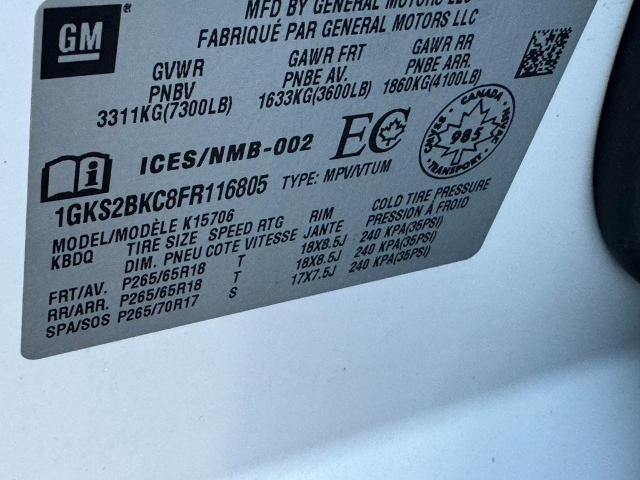 GM
MFD BY GENERAL MOTORS LLC
FABRIQUÉ PAR GENERAL MOTORS LLC
GVWR GAWR FRT GAWR RR
PNBV PNBE AV. PNBE ARR.
3311KG(7300LB) 1633KG(3600LB) 1860KG(4100LB)
ICES/NMB-002 EC
CANADA
985
TRANSPORT
1GKS2BKC8FR116805 TYPE: MPV/VTUM
MODEL/MODÈLE K15706
KBDQ TIRE SIZE SPEED RTG RIM COLD TIRE PRESSURE
DIM. PNEU COTE VITESSE JANTE PRESSION À FROID
FRT/AV. P265/65R18 T 18X8.5J 240 KPA(35PSI)
RR/ARR. P265/65R18 T 18X8.5J 240 KPA(35PSI)
SPA/SOS P265/70R17 S 17X7.5J 240 KPA(35PSI)